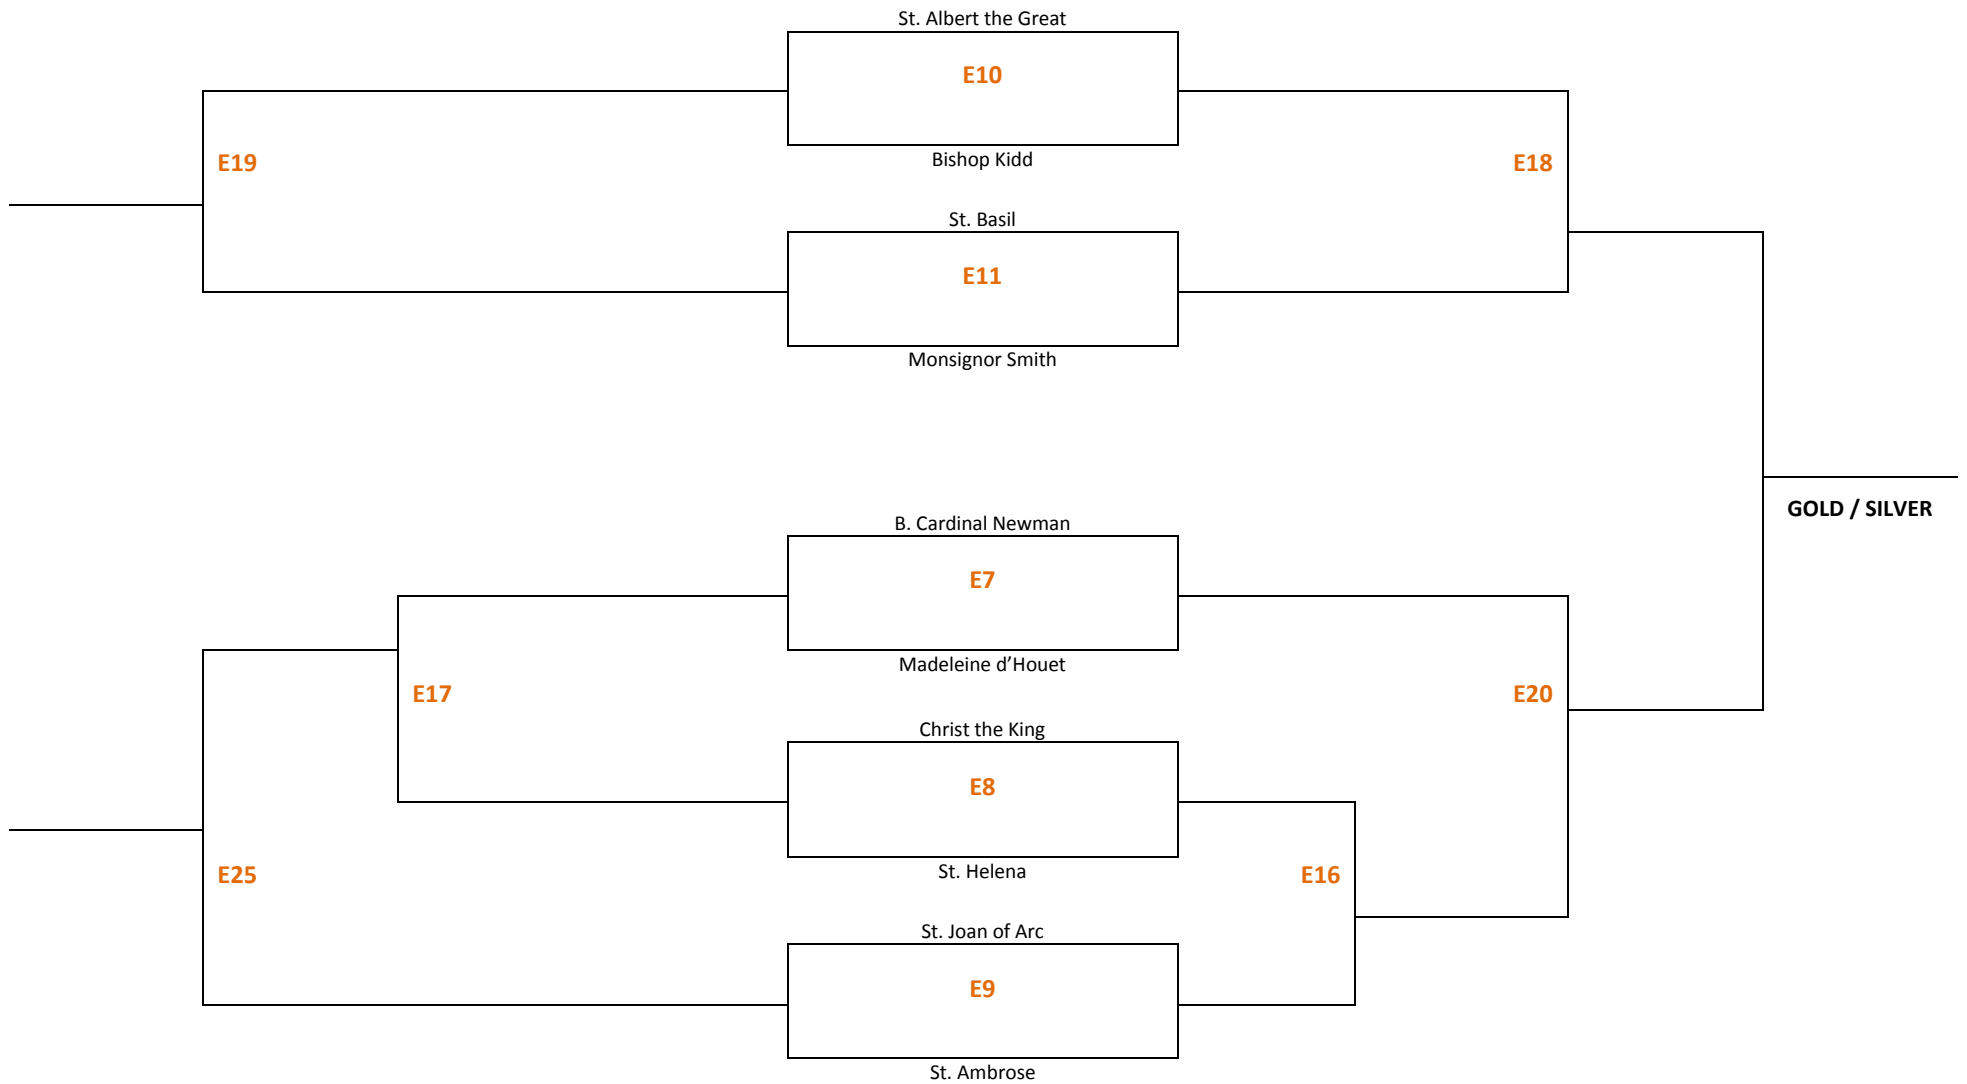 St. Albert the Great
E10
Bishop Kidd
E19
E18
St. Basil
E11
Monsignor Smith
GOLD / SILVER
B. Cardinal Newman
E7
Madeleine d’Houet
E17
E20
Christ the King
E8
St. Helena
E25
E16
St. Joan of Arc
E9
St. Ambrose